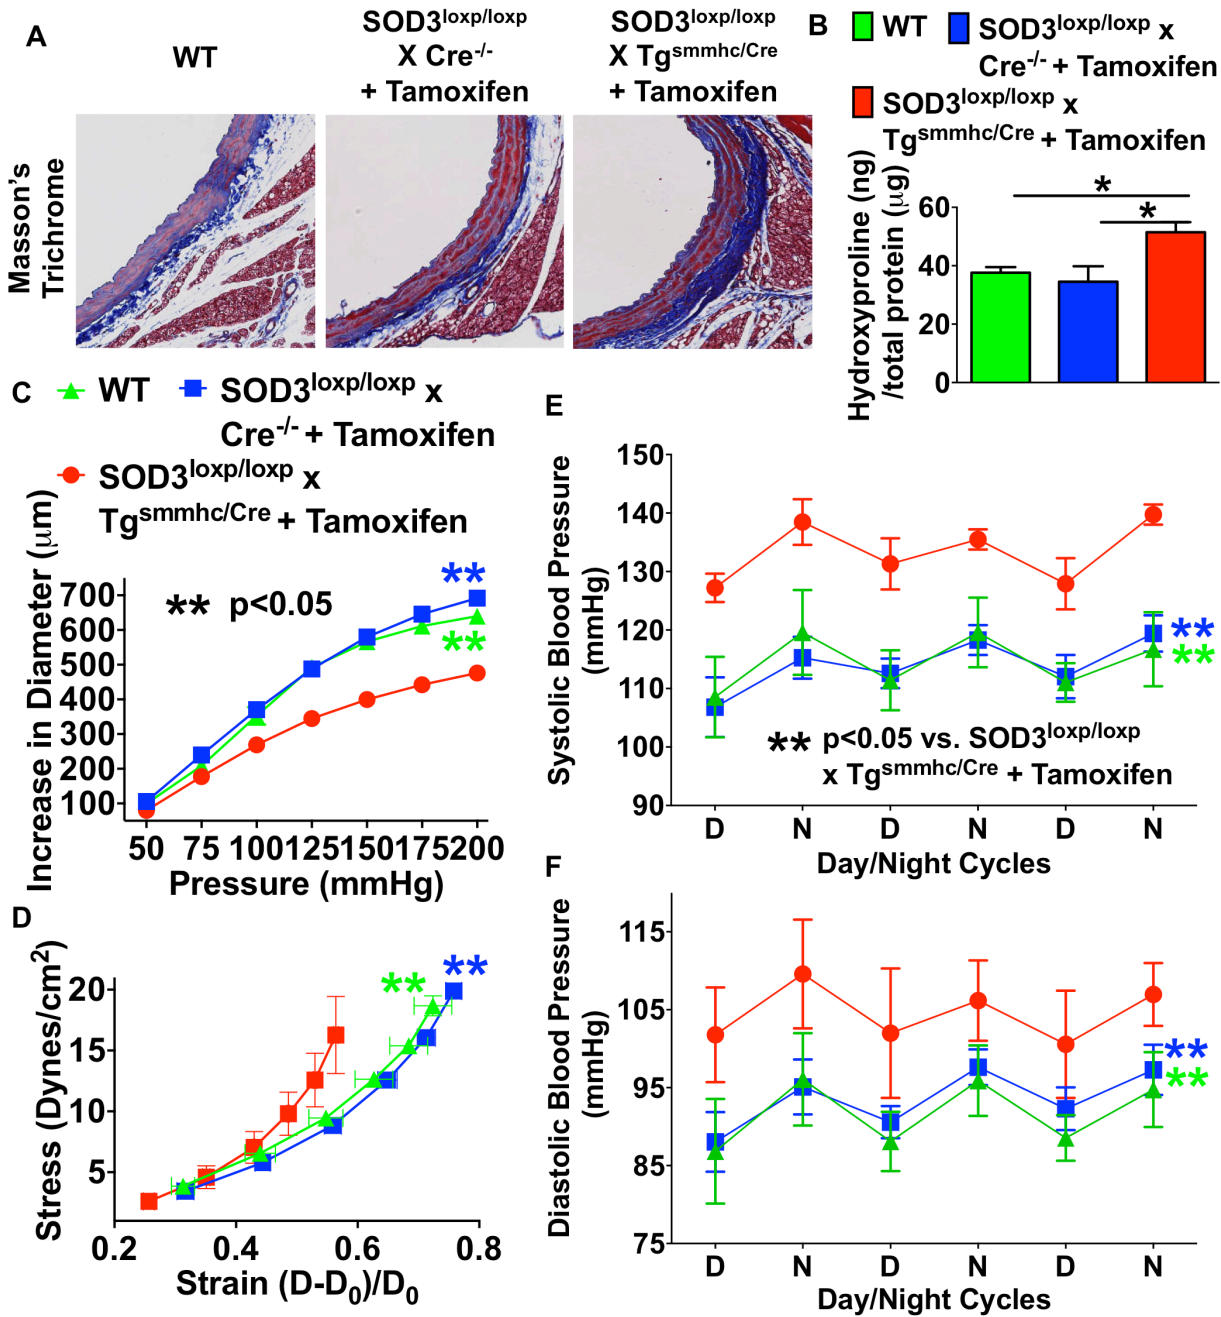 A
WT
SOD3loxp/loxp
X Cre-/-
+ Tamoxifen
SOD3loxp/loxp
X Tgsmmhc/Cre
+ Tamoxifen
Masson's
Trichrome
B
WT
SOD3loxp/loxp x
Cre-/- + Tamoxifen
SOD3loxp/loxp x
Tgsmmhc/Cre + Tamoxifen
Hydroxyproline (ng)
/total protein (µg)
60
40
20
0
*
*
C
WT
SOD3loxp/loxp x
Cre-/- + Tamoxifen
SOD3loxp/loxp x
Tgsmmhc/Cre + Tamoxifen
Increase in Diameter (µm)
700
600
500
400
300
200
100
** p<0.05
**
**
50 75 100 125 150 175 200
Pressure (mmHg)
D
Stress (Dynes/cm2)
20
15
10
5
**
**
0.2 0.4 0.6 0.8
Strain (D-D0)/D0
E
Systolic Blood Pressure
(mmHg)
150
140
130
120
110
100
90
**
**
** p<0.05 vs. SOD3loxp/loxp
x Tgsmmhc/Cre + Tamoxifen
D N D N D N
Day/Night Cycles
F
Diastolic Blood Pressure
(mmHg)
115
105
95
85
75
**
**
D N D N D N
Day/Night Cycles